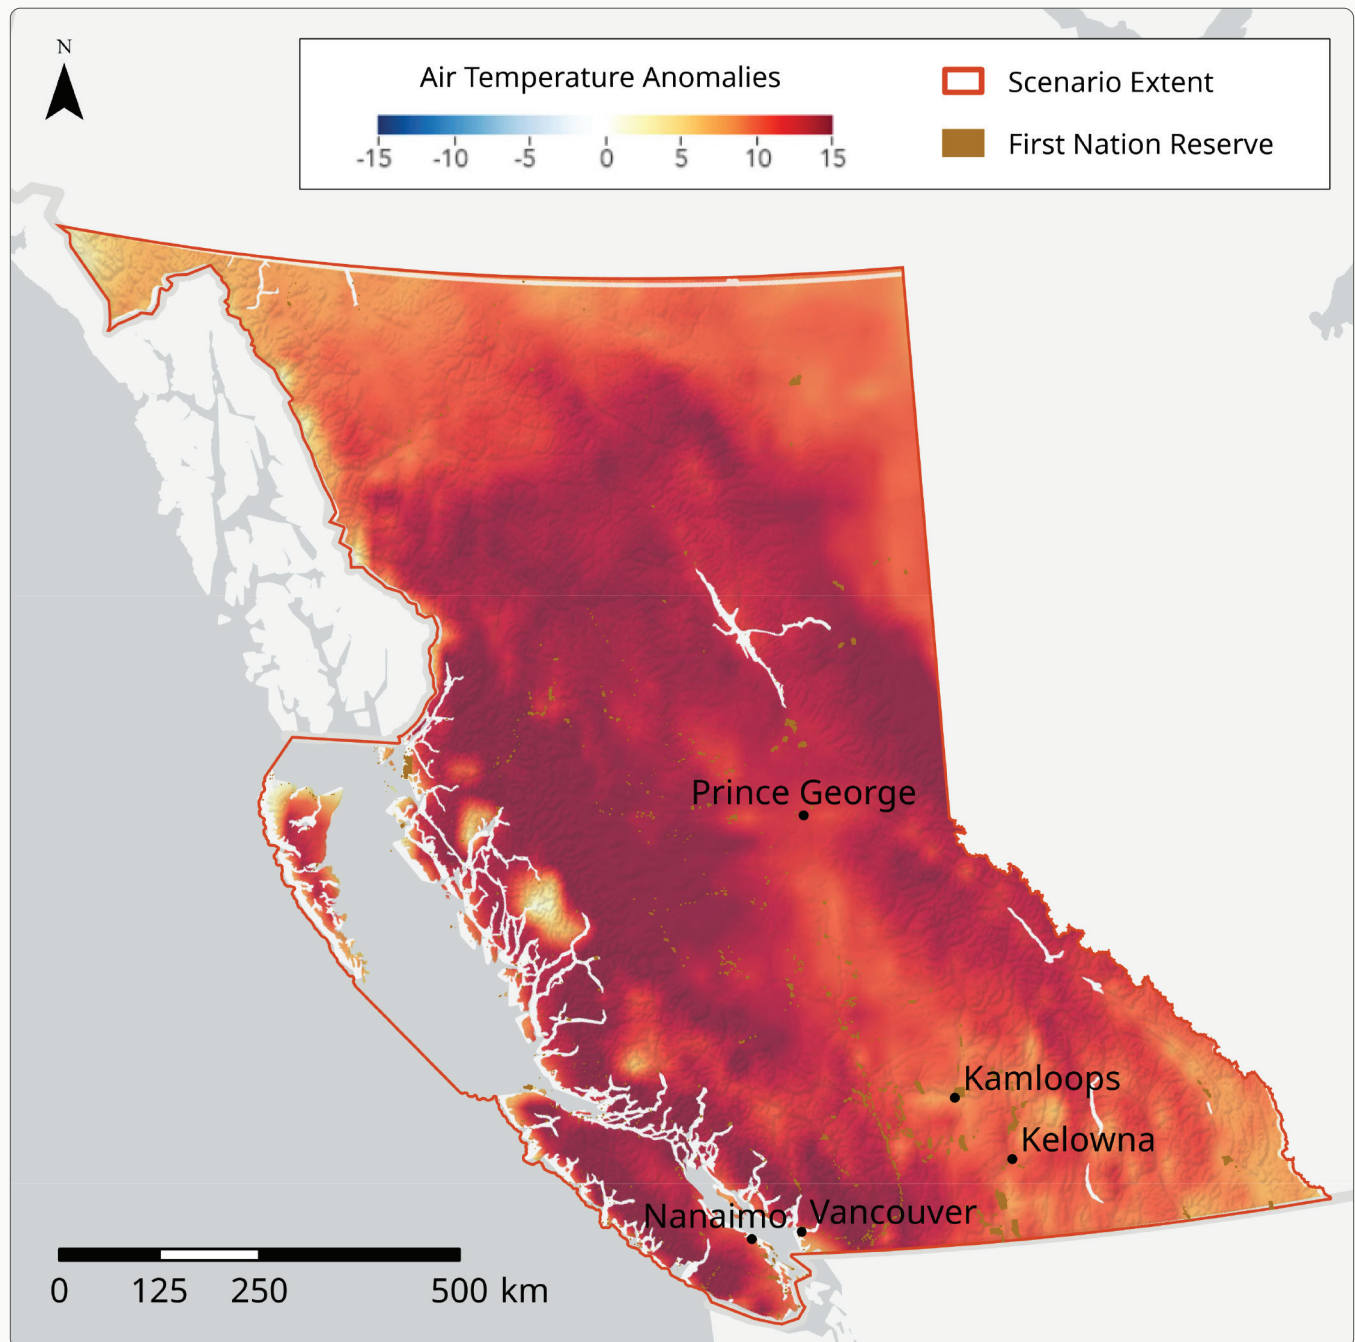 N
Air Temperature Anomalies
Scenario Extent
-15 -10 -5 0 5 10 15
First Nation Reserve
Prince George
Kamloops
Kelowna
Nanaimo
Vancouver
0 125 250 500 km